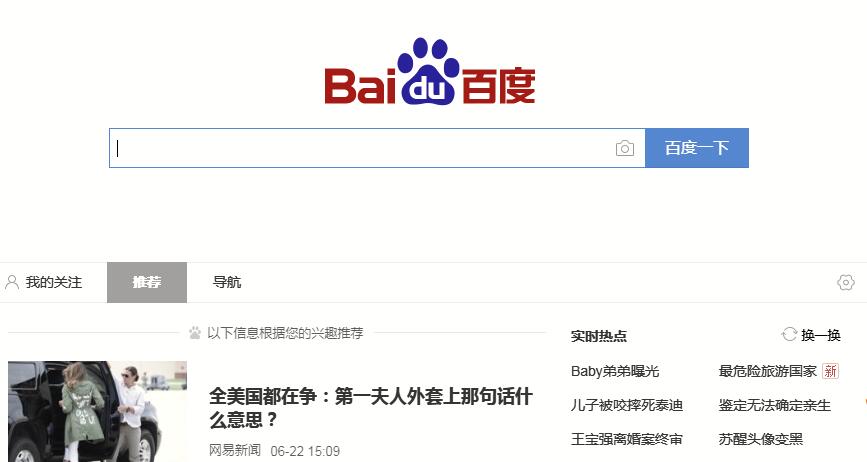 Bai du 百度
百度一下
我的关注 推荐 导航
以下信息根据您的兴趣推荐
全美国都在争：第一夫人外套上那句话什
么意思？
网易新闻 06-22 15:09
实时热点 换一换
Baby弟弟曝光 最危险旅游国家 新
儿子被咬摔死泰迪 鉴定无法确定亲生
王宝强离婚案终审 苏醒头像变黑